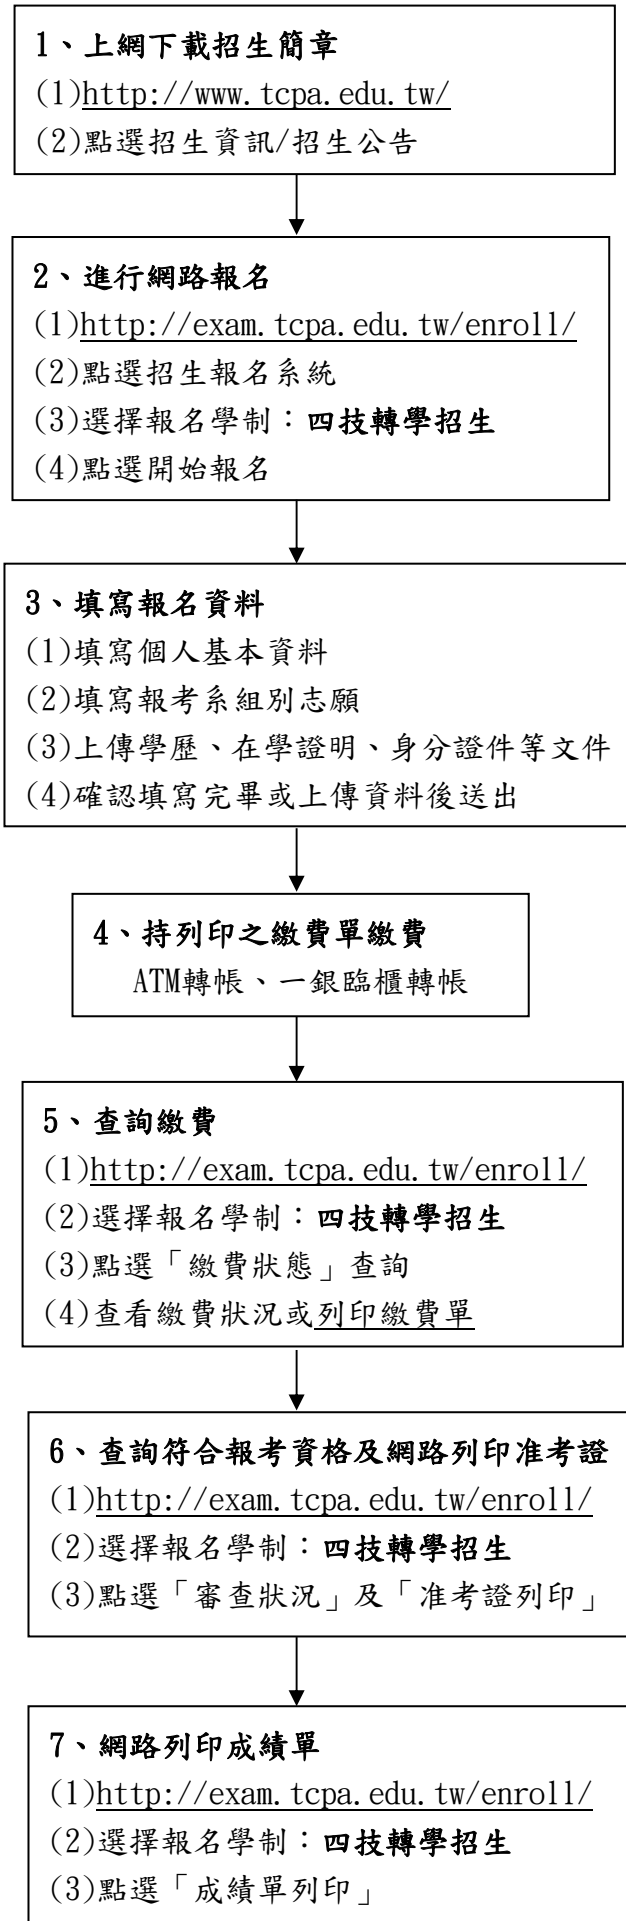 1、上網下載招生簡章
(1)http://www.tcpa.edu.tw/
(2)點選招生資訊/招生公告
2、進行網路報名
(1)http://exam.tcpa.edu.tw/enroll/
(2)點選招生報名系統
(3)選擇報名學制：四技轉學招生
(4)點選開始報名
3、填寫報名資料
(1)填寫個人基本資料
(2)填寫報考系組別志願
(3)上傳學歷、在學證明、身分證件等文件
(4)確認填寫完畢或上傳資料後送出
4、持列印之繳費單繳費
ATM轉帳、一銀臨櫃轉帳
5、查詢繳費
(1)http://exam.tcpa.edu.tw/enroll/
(2)選擇報名學制：四技轉學招生
(3)點選「繳費狀態」查詢
(4)查看繳費狀況或列印繳費單
6、查詢符合報考資格及網路列印准考證
(1)http://exam.tcpa.edu.tw/enroll/
(2)選擇報名學制：四技轉學招生
(3)點選「審查狀況」及「准考證列印」
7、網路列印成績單
(1)http://exam.tcpa.edu.tw/enroll/
(2)選擇報名學制：四技轉學招生
(3)點選「成績單列印」